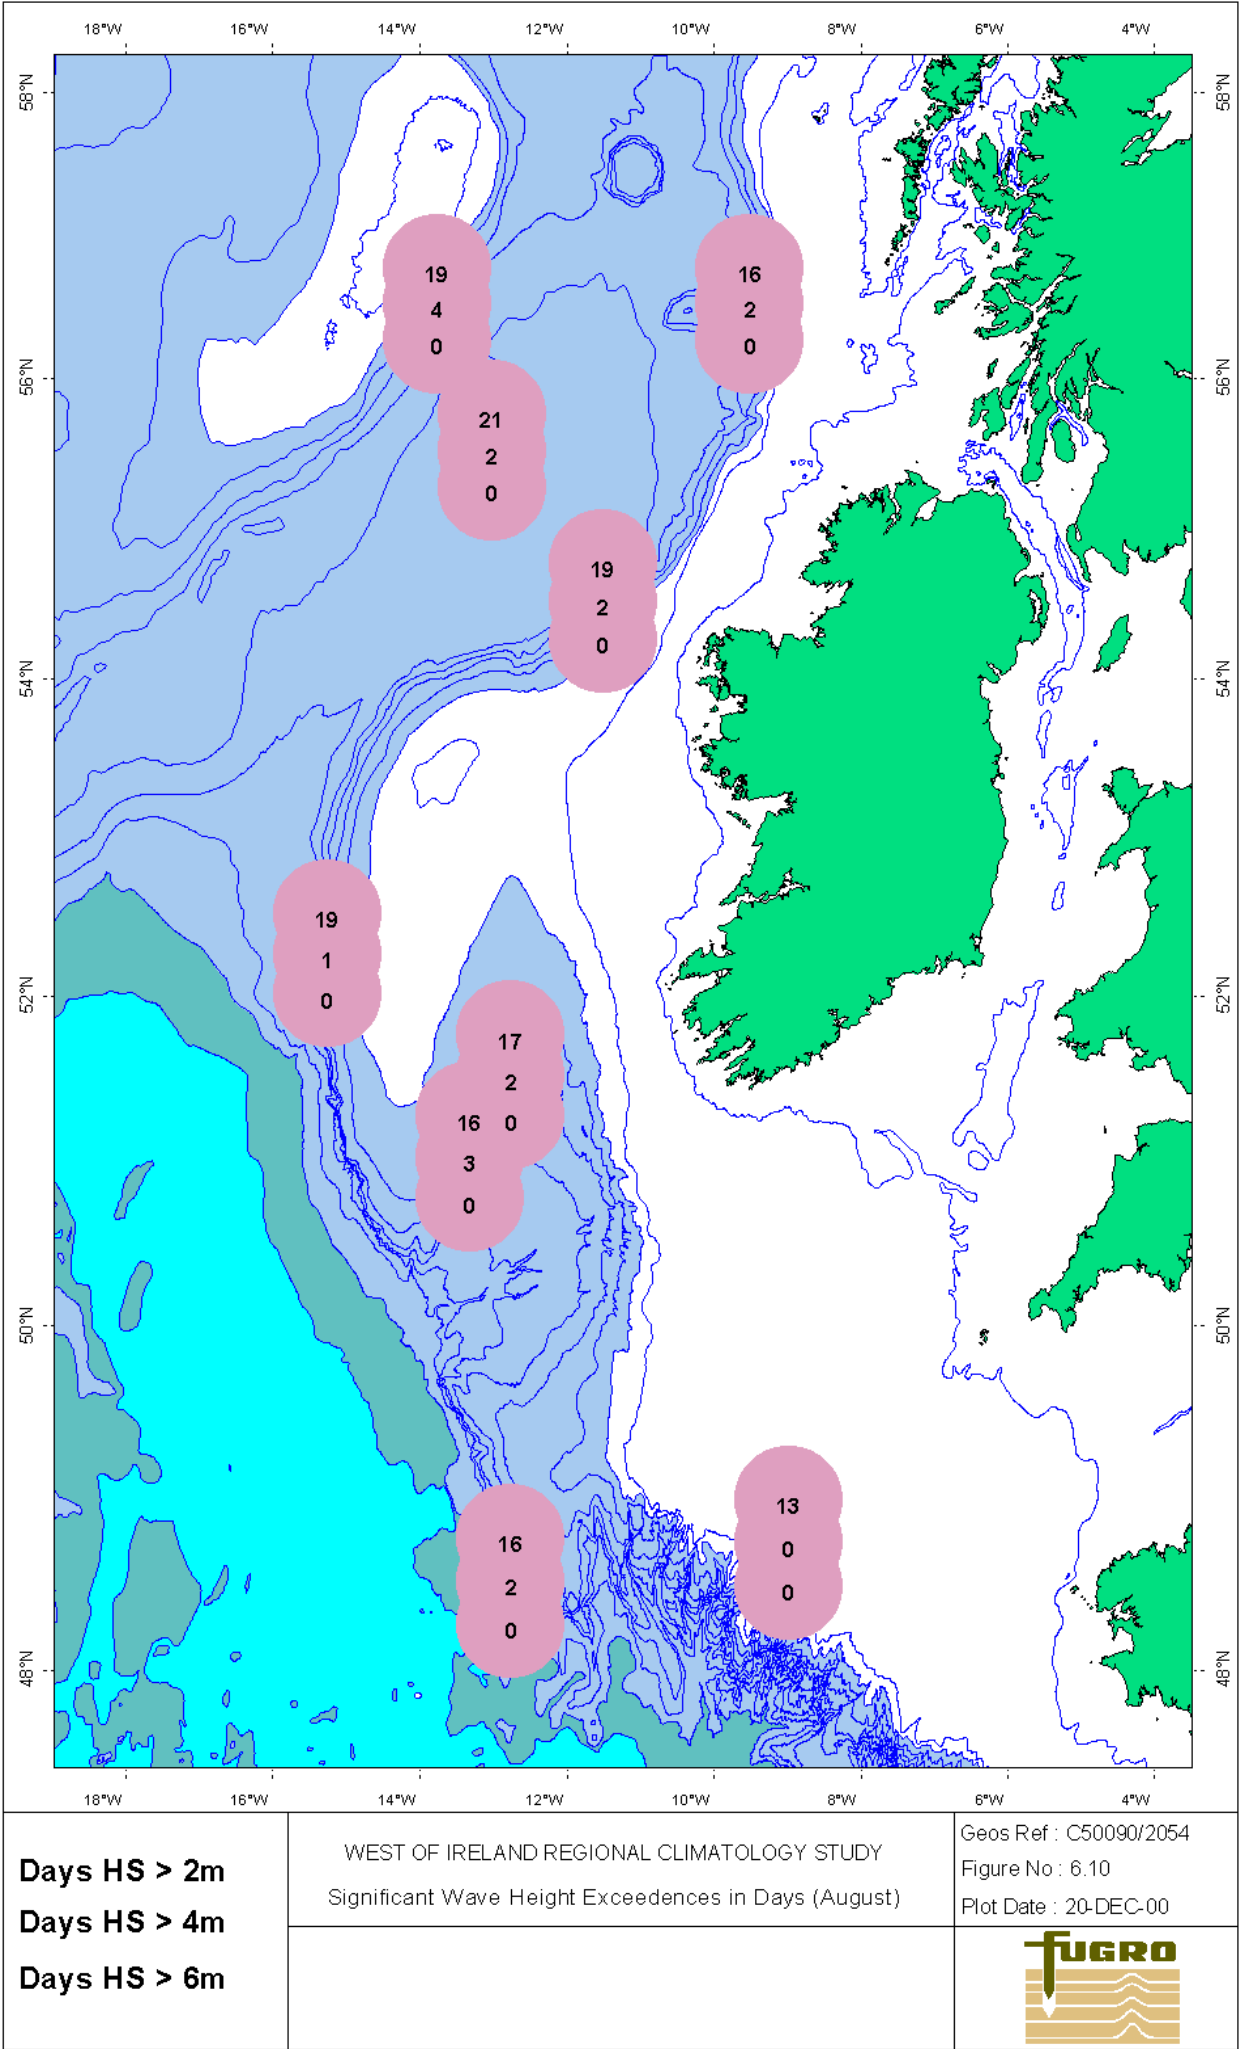 18°W 16°W 14°W 12°W 10°W 8°W 6°W 4°W
58°N 58°N
19 16
4 2
0 0
56°N 56°N
21
2
0
19
2
0
54°N 54°N
19
1
0
52°N 52°N
17
2
0
16
3
0
50°N 50°N
13
0
0
16
2
0
48°N 48°N
18°W 16°W 14°W 12°W 10°W 8°W 6°W 4°W
Days HS > 2m
Days HS > 4m
Days HS > 6m
WEST OF IRELAND REGIONAL CLIMATOLOGY STUDY
Significant Wave Height Exceedences in Days (August)
Geos Ref : C50090/2054
Figure No : 6.10
Plot Date : 20-DEC-00
fUGRO